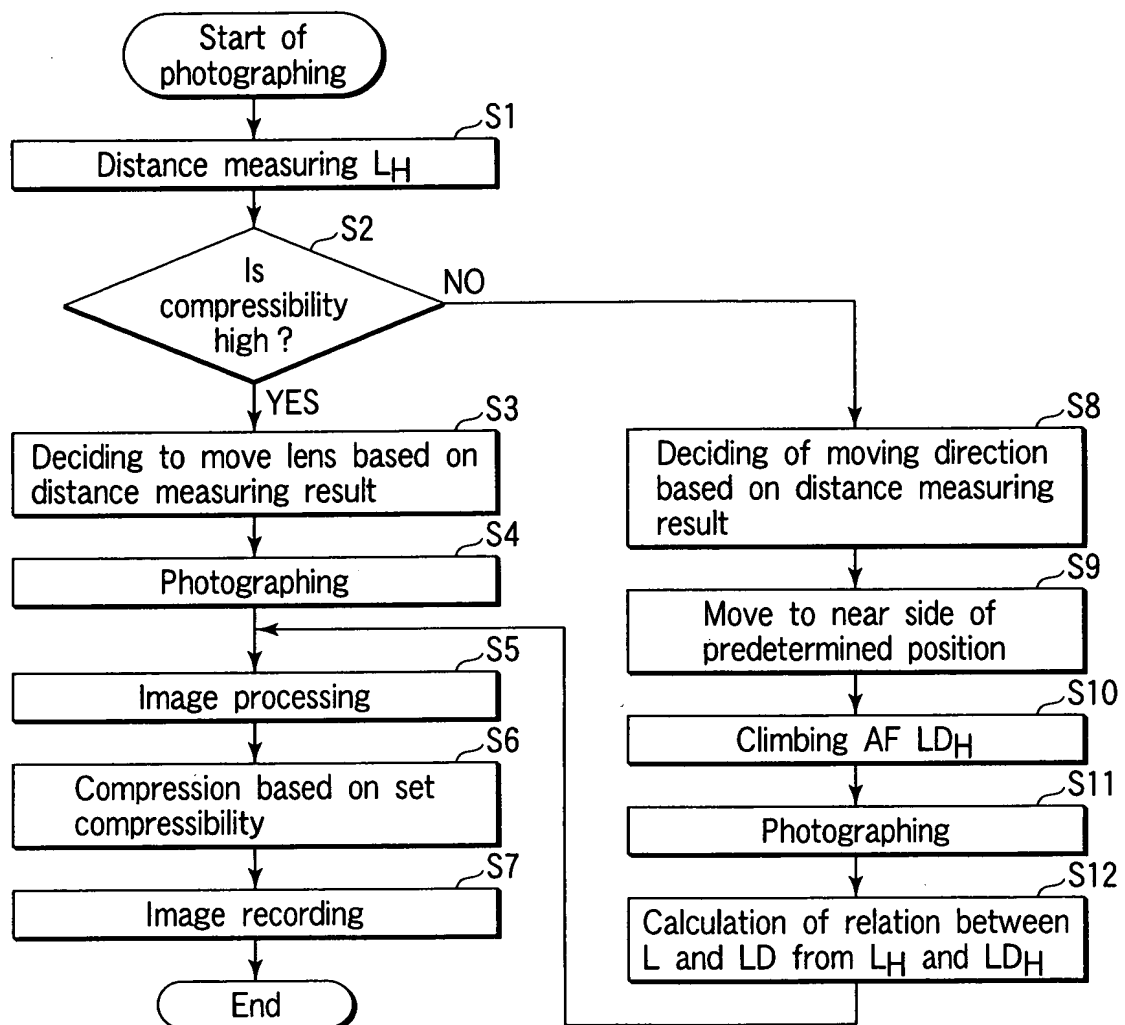 Start of
photographing
S1
Distance measuring LH
S2
Is
compressibility
high ?
NO
YES
S3
Deciding to move lens based on
distance measuring result
S4
Photographing
S5
Image processing
S6
Compression based on set
compressibility
S7
Image recording
End
S8
Deciding of moving direction
based on distance measuring
result
S9
Move to near side of
predetermined position
S10
Climbing AF LDH
S11
Photographing
S12
Calculation of relation between
L and LD from LH and LDH